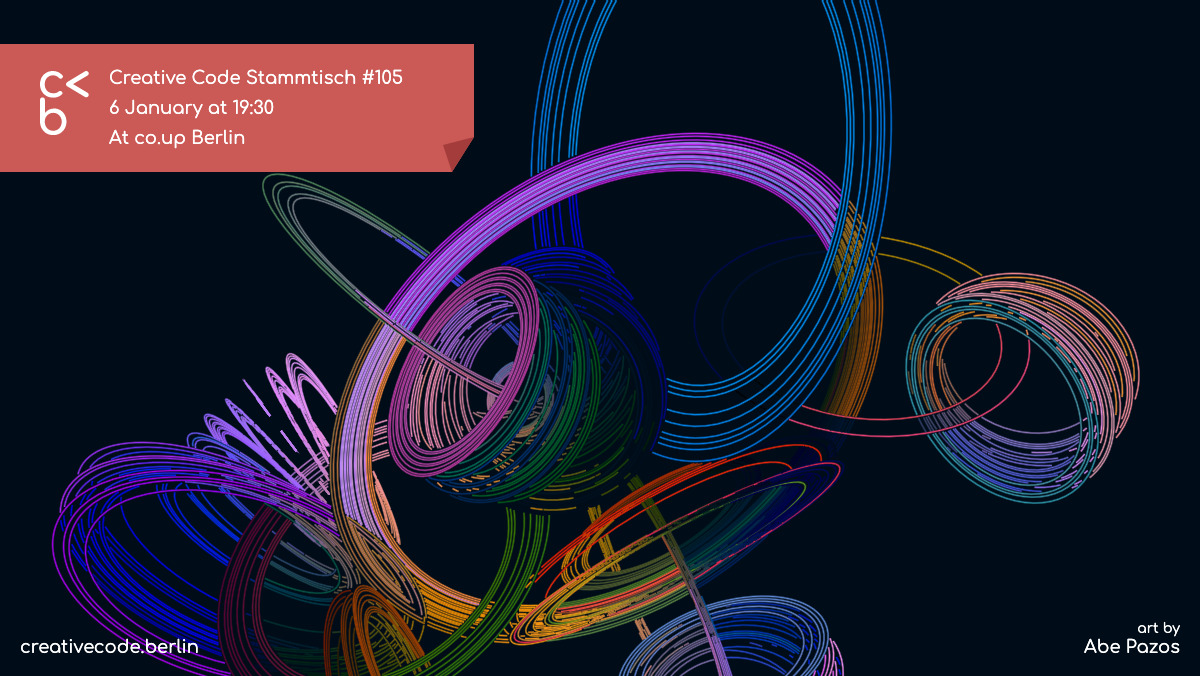 c<
b
Creative Code Stammtisch #105
6 January at 19:30
At co.up Berlin
creativecode.berlin
art by
Abe Pazos